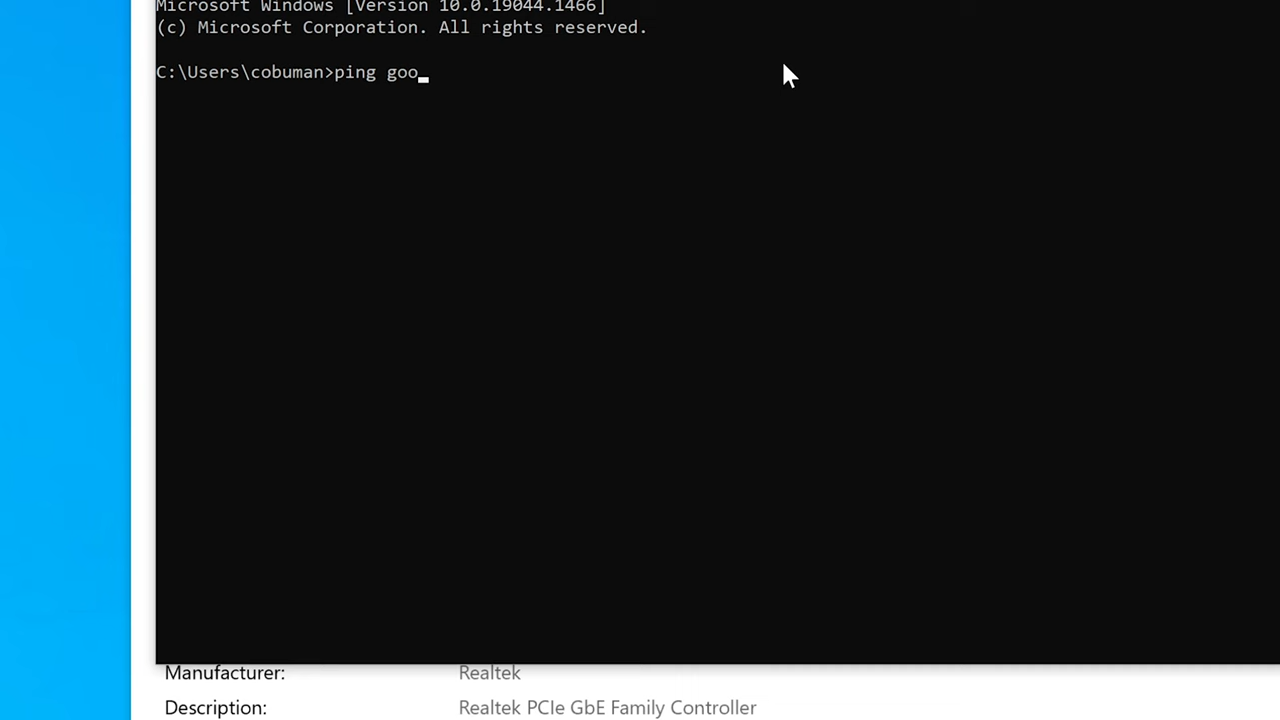 Microsoft Windows [Version 10.0.19044.1466]
(c) Microsoft Corporation. All rights reserved.
C:\Users\cobuman>ping goo
Manufacturer: Realtek
Description: Realtek PCIe GbE Family Controller